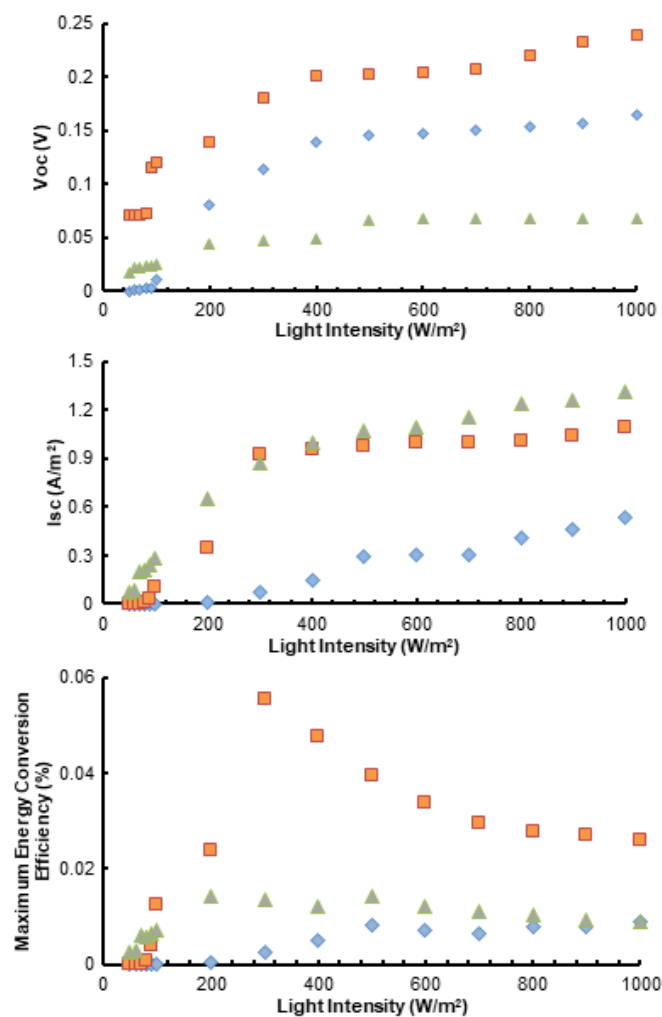 0.25
0.2
0.15
0.1
0.05
0
Voc (V)
0 200 400 600 800 1000
Light Intensity (W/m²)
1.5
1.2
0.9
0.6
0.3
0
Isc (A/m²)
0 200 400 600 800 1000
Light Intensity (W/m²)
0.06
0.04
0.02
0
Maximum Energy Conversion
Efficiency (%)
0 200 400 600 800 1000
Light Intensity (W/m²)